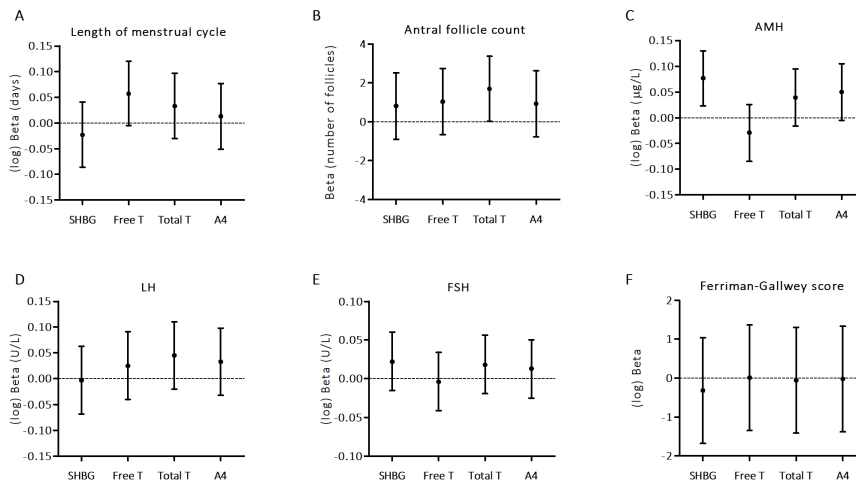 A
Length of menstrual cycle
(log) Beta (days)
0.15
0.10
0.05
0.00
-0.05
-0.10
-0.15
SHBG Free T Total T A4
B
Antral follicle count
Beta (number of follicles)
4
2
0
-2
-4
SHBG Free T Total T A4
C
AMH
(log) Beta (µg/L)
0.15
0.10
0.05
0.00
-0.05
-0.10
-0.15
SHBG Free T Total T A4
D
LH
(log) Beta (U/L)
0.15
0.10
0.05
0.00
-0.05
-0.10
-0.15
SHBG Free T Total T A4
E
FSH
(log) Beta (U/L)
0.10
0.05
0.00
-0.05
-0.10
SHBG Free T Total T A4
F
Ferriman-Gallwey score
(log) Beta
2
1
0
-1
-2
SHBG Free T Total T A4